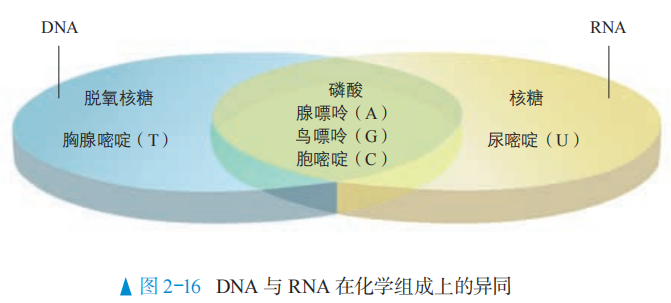 DNA
RNA
脱氧核糖
胸腺嘧啶（T）
磷酸
腺嘌呤（A）
鸟嘌呤（G）
胞嘧啶（C）
核糖
尿嘧啶（U）
▲ 图2-16 DNA 与 RNA 在化学组成上的异同